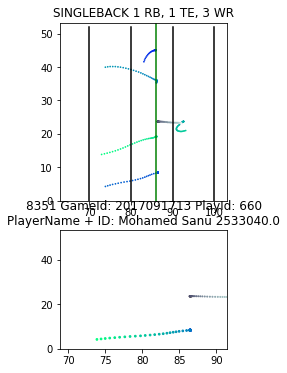 SINGLEBACK 1 RB, 1 TE, 3 WR
50
40
30
20
10
0
70 80 90 100
8351 GameId: 2017091713 PlayId: 660
PlayerName + ID: Mohamed Sanu 2533040.0
40
20
0
70 75 80 85 90